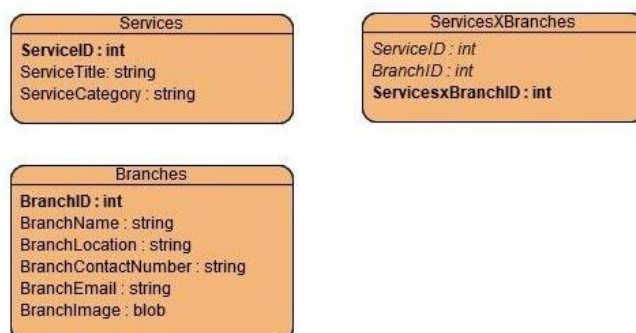 Services
ServiceID : int
ServiceTitle: string
ServiceCategory : string
ServicesXBranches
ServiceID : int
BranchID : int
ServicesxBranchID : int
Branches
BranchID : int
BranchName : string
BranchLocation : string
BranchContactNumber : string
BranchEmail : string
BranchImage : blob